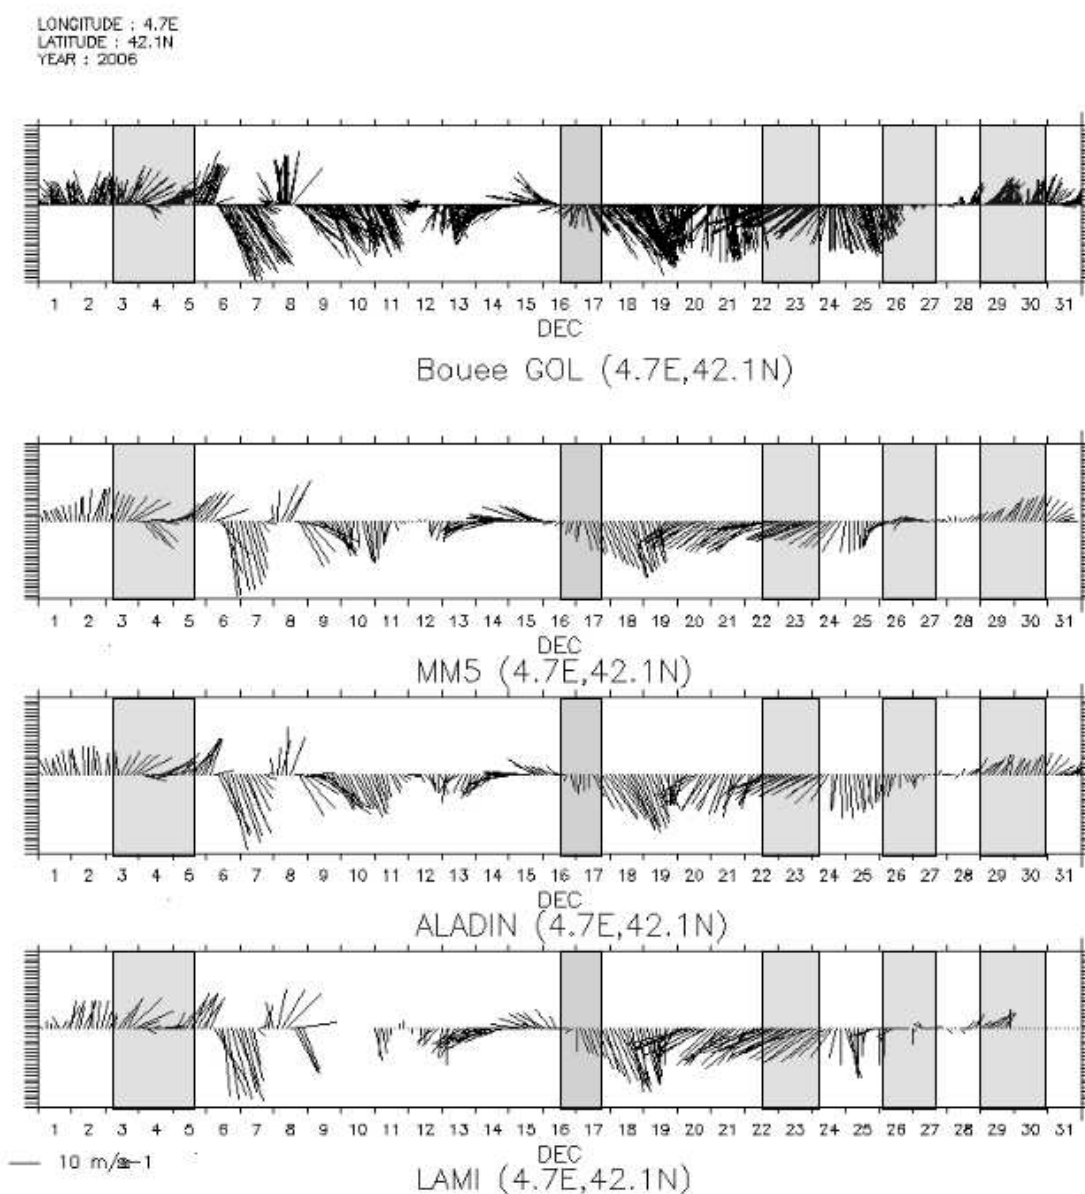 LONGITUDE : 4.7E
LATITUDE : 42.1N
YEAR : 2006
1 2 3 4 5 6 7 8 9 10 11 12 13 14 15 16 17 18 19 20 21 22 23 24 25 26 27 28 29 30 31
DEC
Bouee GOL (4.7E,42.1N)
1 2 3 4 5 6 7 8 9 10 11 12 13 14 15 16 17 18 19 20 21 22 23 24 25 26 27 28 29 30 31
DEC
MM5 (4.7E,42.1N)
1 2 3 4 5 6 7 8 9 10 11 12 13 14 15 16 17 18 19 20 21 22 23 24 25 26 27 28 29 30 31
DEC
ALADIN (4.7E,42.1N)
1 2 3 4 5 6 7 8 9 10 11 12 13 14 15 16 17 18 19 20 21 22 23 24 25 26 27 28 29 30 31
DEC
10
LAMI (4.7E,42.1N)